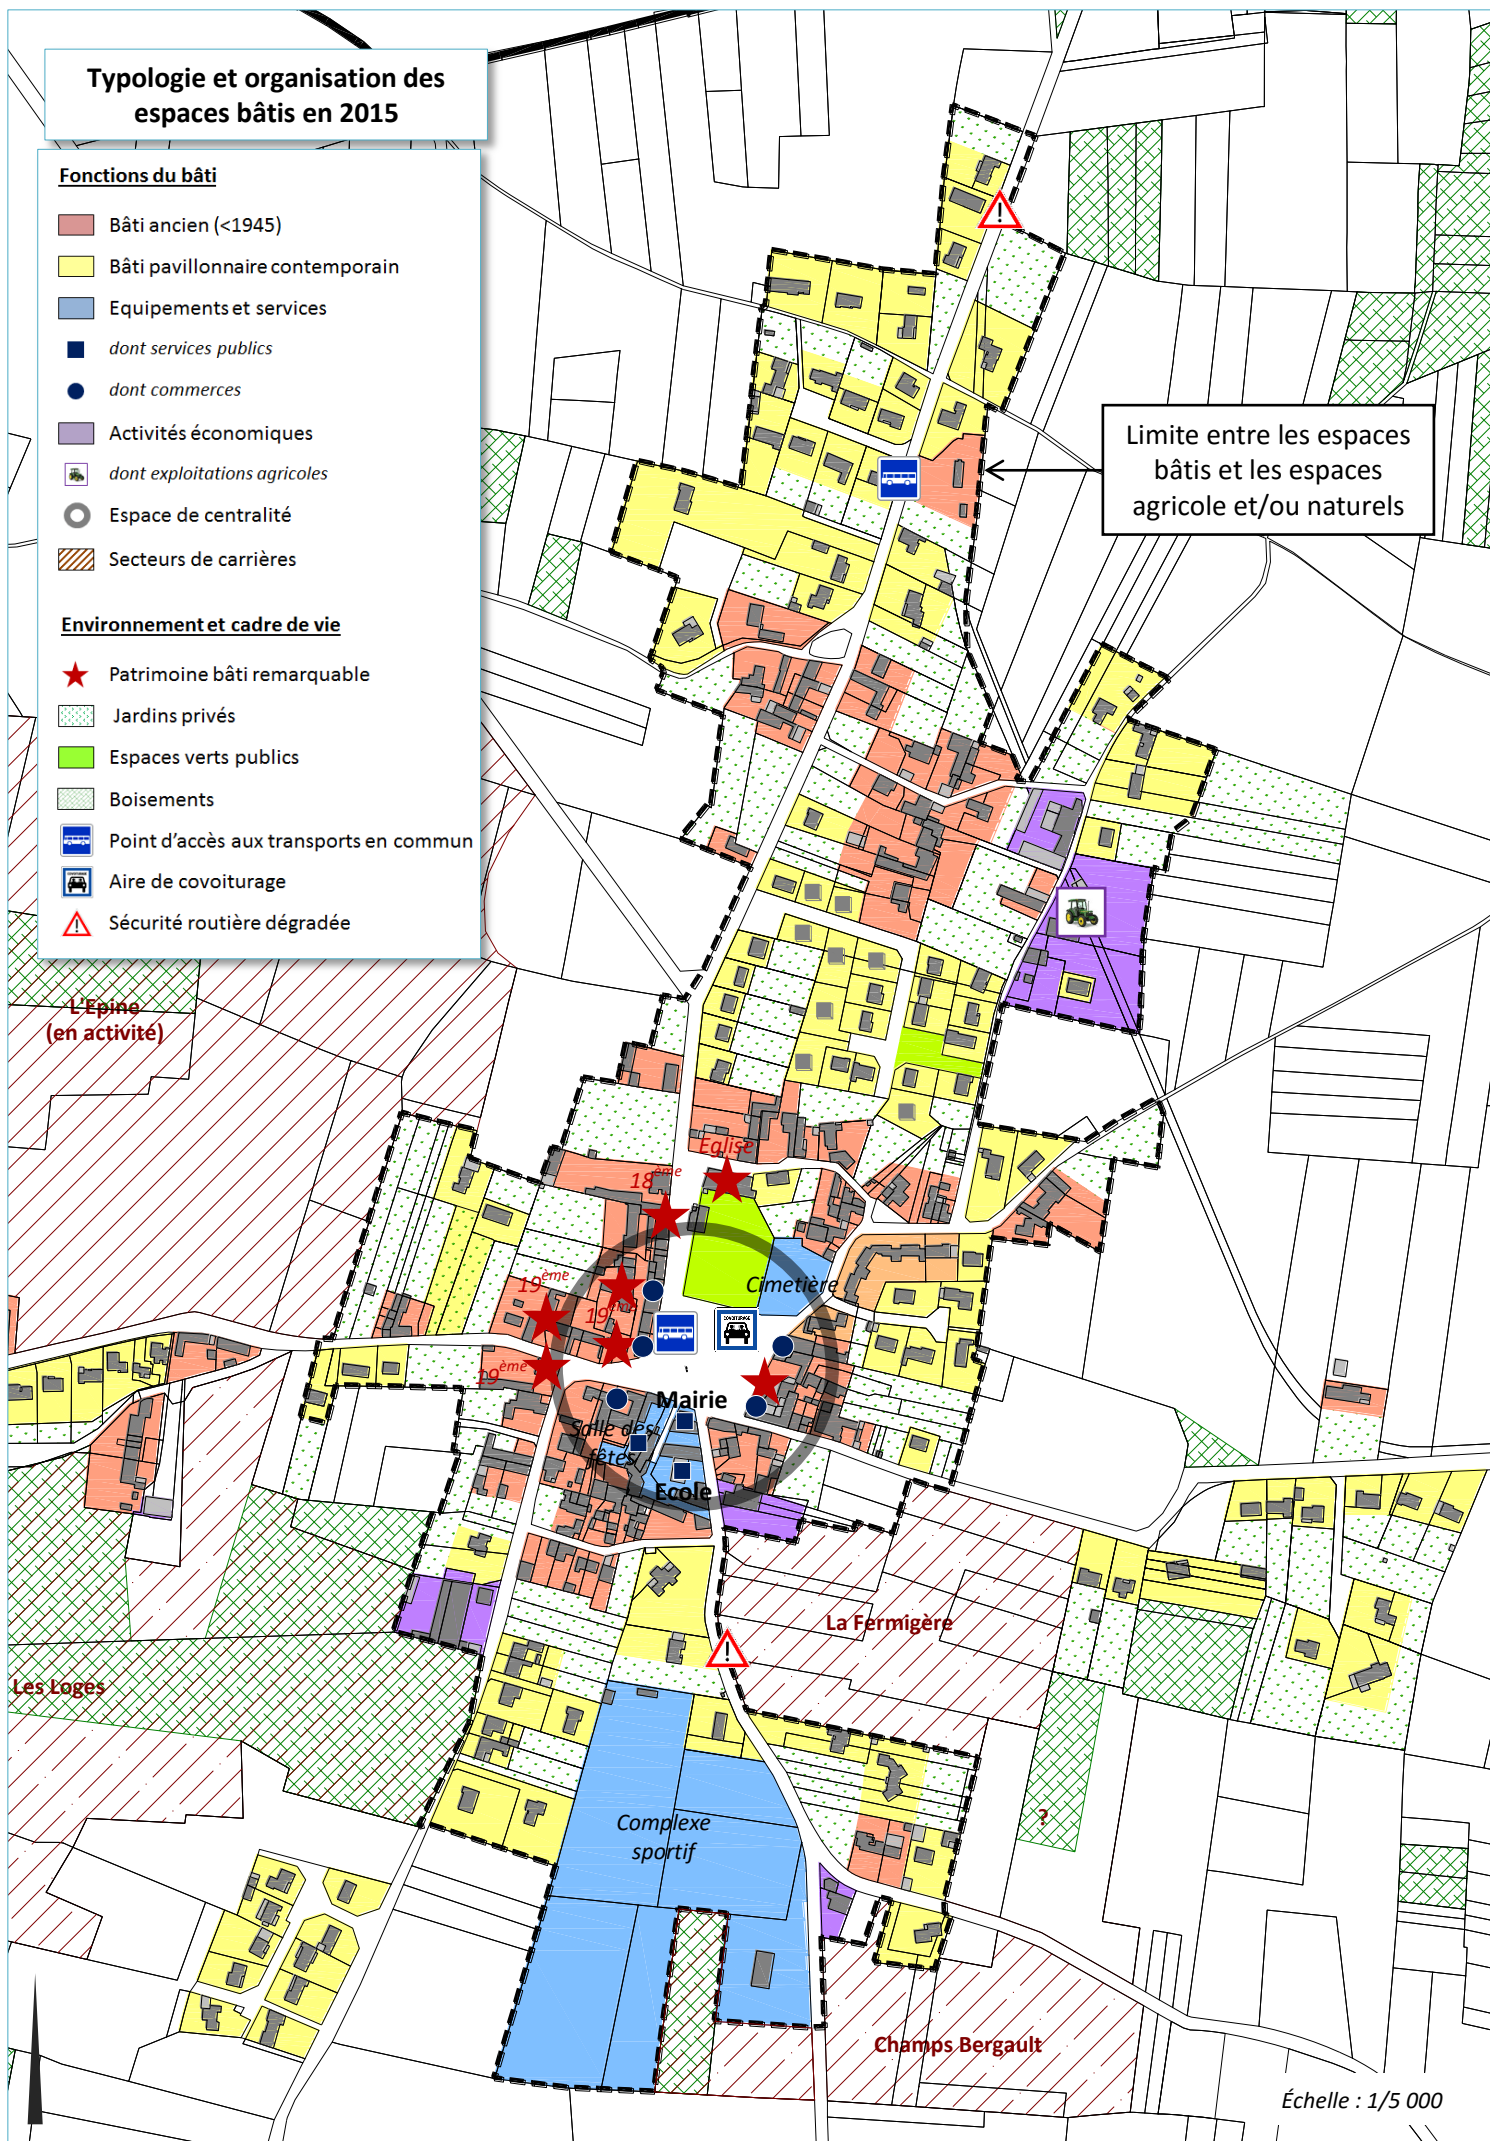 Typologie et organisation des
espaces bâtis en 2015
Fonctions du bâti
Bâti ancien (<1945)
Bâti pavillonnaire contemporain
Equipements et services
dont services publics
dont commerces
Activités économiques
dont exploitations agricoles
Espace de centralité
Secteurs de carrières
Environnement et cadre de vie
Patrimoine bâti remarquable
Jardins privés
Espaces verts publics
Boisements
Point d'accès aux transports en commun
COVOITURAGE
Aire de covoiturage
Sécurité routière dégradée
Limite entre les espaces
bâtis et les espaces
agricole et/ou naturels
L'Epine
(en activité)
Eglise
18ème
19ème
Cimetière
19ème
COVOITURAGE
19ème
Mairie
Salle des
fêtes
Ecole
La Fermigère
Les Loges
Complexe
sportif
?
Champs Bergault
Échelle : 1/5 000